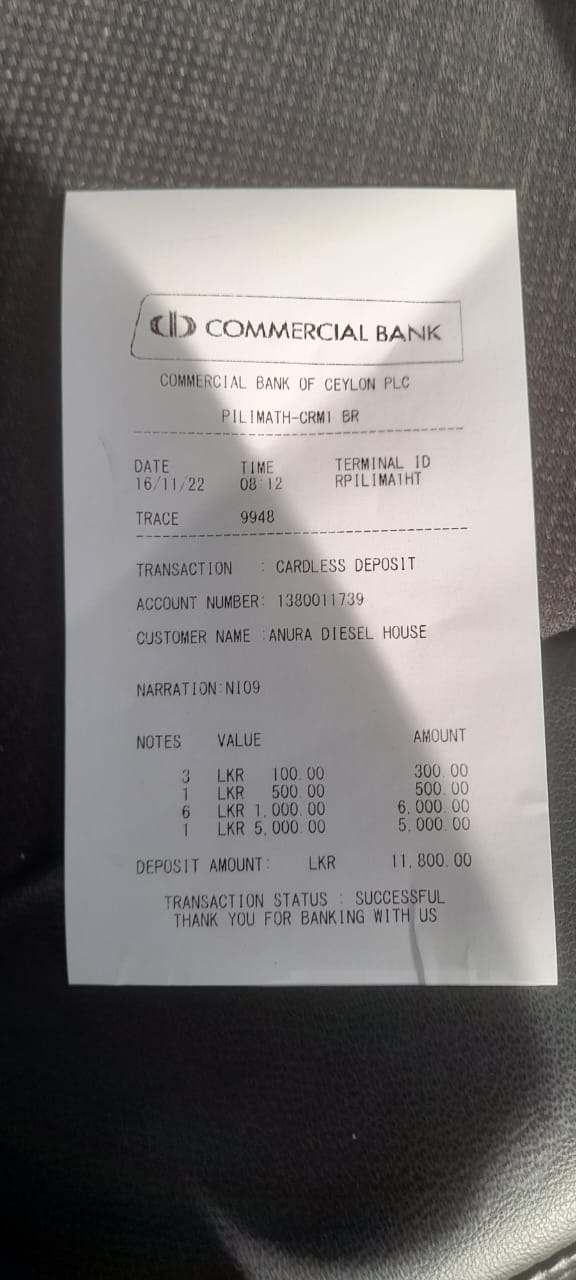 COMMERCIAL BANK
COMMERCIAL BANK OF CEYLON PLC
PILIMATH-CRM1 BR
DATE TIME TERMINAL ID
16/11/22 08:12 RPILIMA1HT
TRACE 9948
TRANSACTION : CARDLESS DEPOSIT
ACCOUNT NUMBER: 1380011739
CUSTOMER NAME :ANURA DIESEL HOUSE
NARRATION:NI09
NOTES VALUE AMOUNT
3 LKR 100.00 300.00
1 LKR 500.00 500.00
6 LKR 1,000.00 6,000.00
1 LKR 5,000.00 5,000.00
DEPOSIT AMOUNT: LKR 11,800.00
TRANSACTION STATUS : SUCCESSFUL
THANK YOU FOR BANKING WITH US